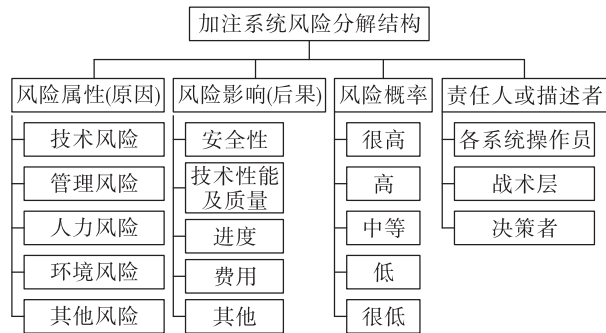 加注系统风险分解结构
风险属性(原因)
技术风险
管理风险
人力风险
环境风险
其他风险
风险影响(后果)
安全性
技术性能
及质量
进度
费用
其他
风险概率
很高
高
中等
低
很低
责任人或描述者
各系统操作员
战术层
决策者